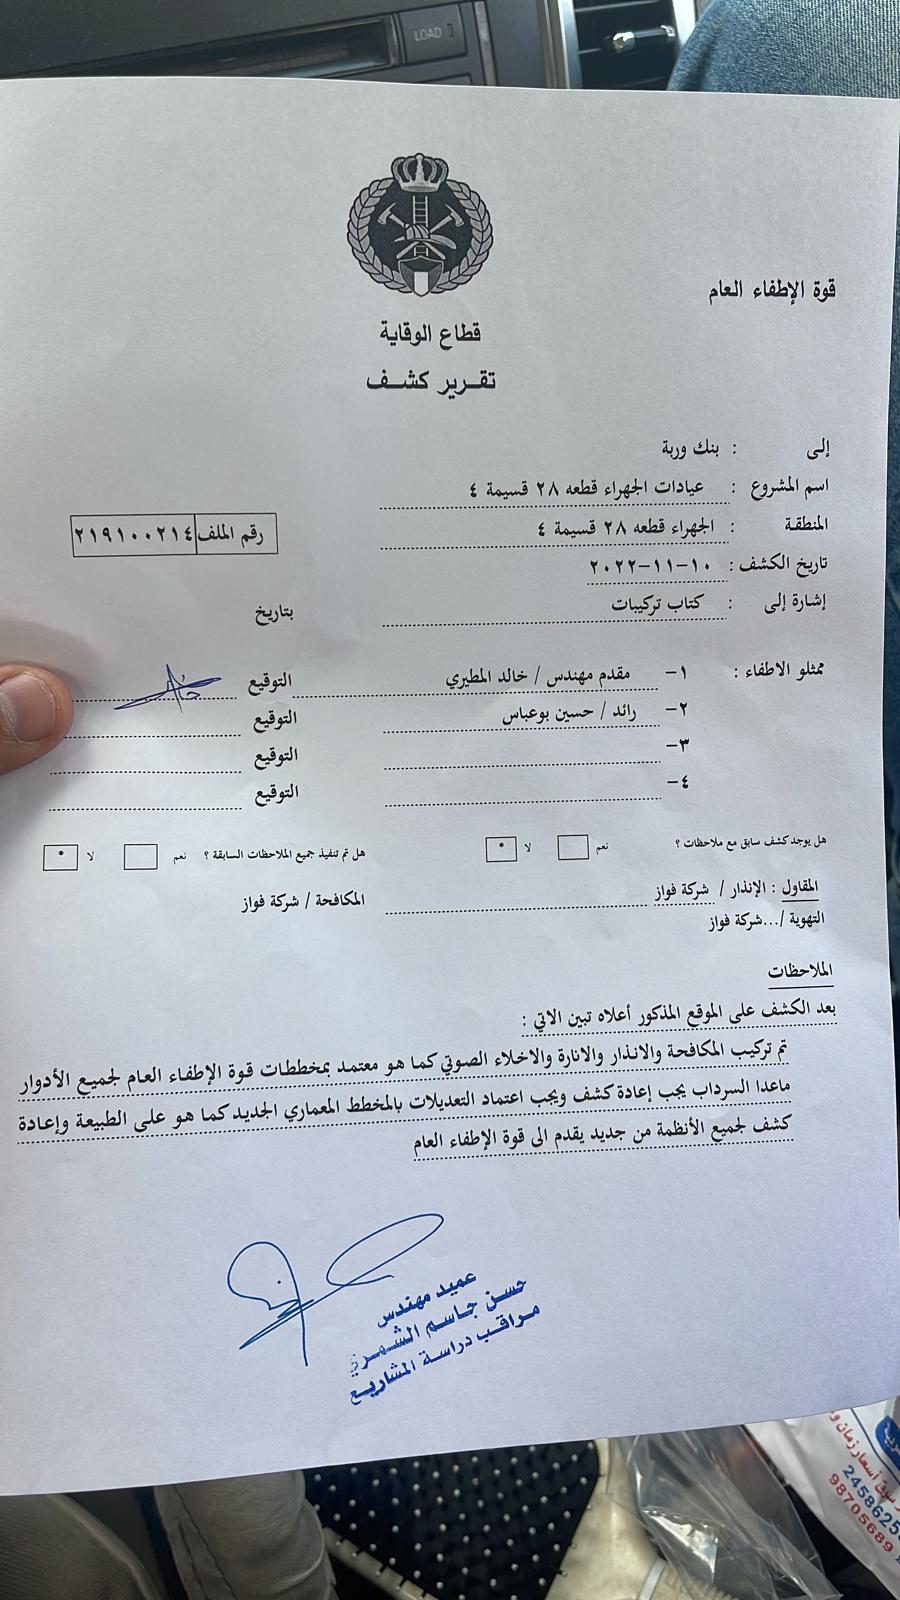 LOAD
قوة الإطفاء العام
قطاع الوقاية
تقـرير كشـف
إلى : بنك وربة
اسم المشروع : عيادات الجهراء قطعه ٢٨ قسيمة ٤
المنطقة : الجهراء قطعه ٢٨ قسيمة ٤
رقم الملف ٢١٩١٠٠٢١٤
تاريخ الكشف : ١٠-١١-٢٠٢٢
إشارة إلى : كتاب تركيبات بتاريخ
ممثلو الاطفاء : ١- مقدم مهندس / خالد المطيري التوقيع
٢- رائد / حسين بوعباس التوقيع
٣- التوقيع
٤- التوقيع
هل يوجد كشف سابق مع ملاحظات ؟ نعم لا هل تم تنفيذ جميع الملاحظات السابقة ؟ نعم لا
المقاول : الإنذار / شركة فواز المكافحة / شركة فواز
التهوية /...شركة فواز
الملاحظات
بعد الكشف على الموقع المذكور أعلاه تبين الاتي :
تم تركيب المكافحة والانذار والانارة والاخلاء الصوتي كما هو معتمد بمخططات قوة الإطفاء العام لجميع الأدوار
ماعدا السرداب يجب إعادة كشف ويجب اعتماد التعديلات بالمخطط المعماري الجديد كما هو على الطبيعة وإعادة
كشف لجميع الأنظمة من جديد يقدم الى قوة الإطفاء العام
عميد مهندس
حسن جاسم الشمري
مراقب دراسة المشاريع
أسعار زمان
2458625
98705689